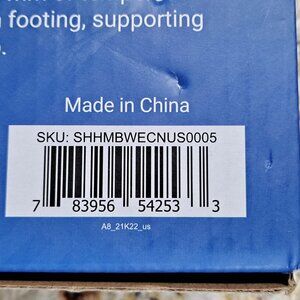 footing, supporting
Made in China
SKU: SHHMBWECNUS0005
7 83956 54253 3
A8_21K22_us